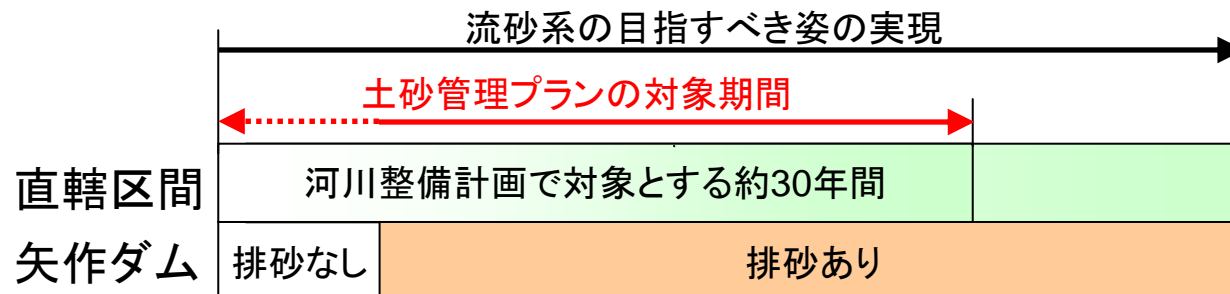 流砂系の目指すべき姿の実現
土砂管理プランの対象期間
直轄区間 河川整備計画で対象とする約30年間
矢作ダム 排砂なし 排砂あり